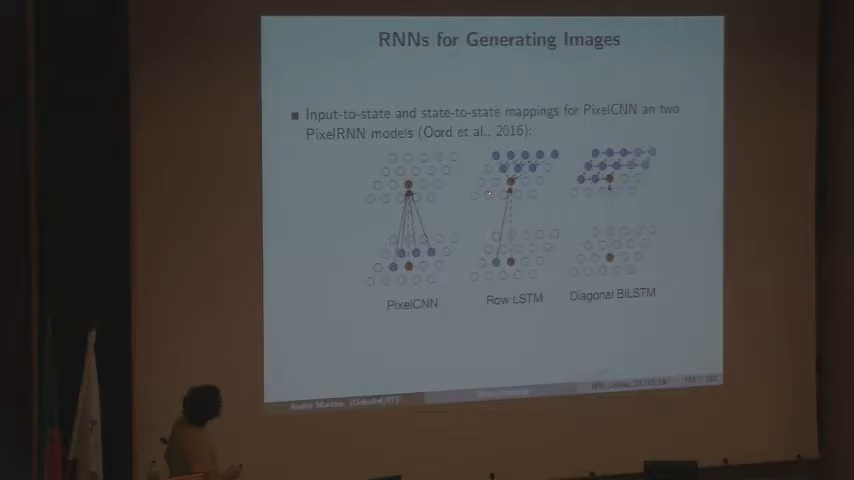 RNNs for Generating Images
Input-to-state and state-to-state mappings for PixelCNN an two
PixelRNN models (Oord et al., 2016):
PixelCNN
Row LSTM
Diagonal BiLSTM